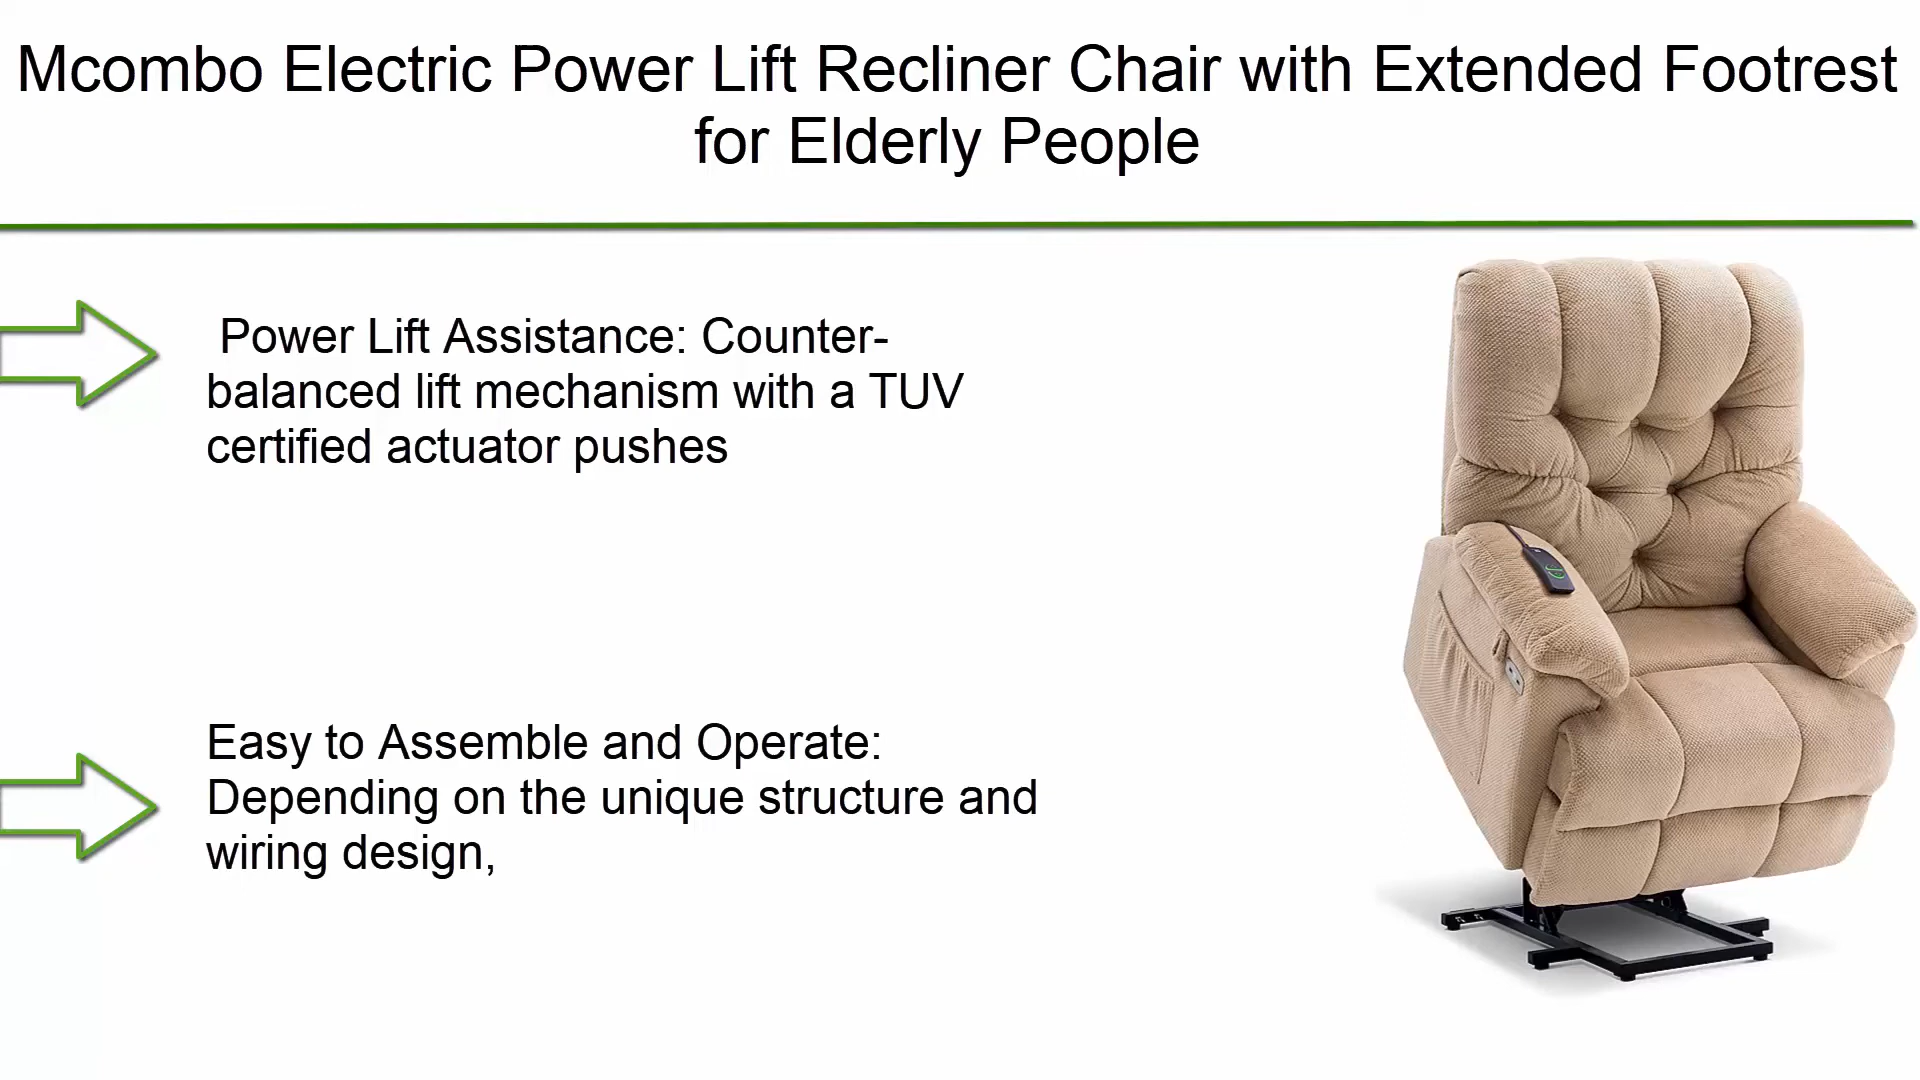 Mcombo Electric Power Lift Recliner Chair with Extended Footrest
for Elderly People
Power Lift Assistance: Counter-
balanced lift mechanism with a TUV
certified actuator pushes
Easy to Assemble and Operate:
Depending on the unique structure and
wiring design,